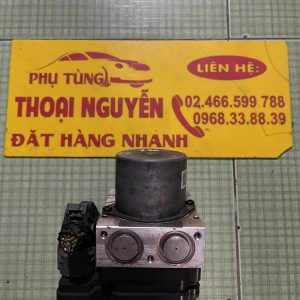 PHỤ TÙNG
LIÊN HỆ:
THOẠI NGUYỄN
02.466.599.788
0968.33.88.39
ĐẶT HÀNG NHANH